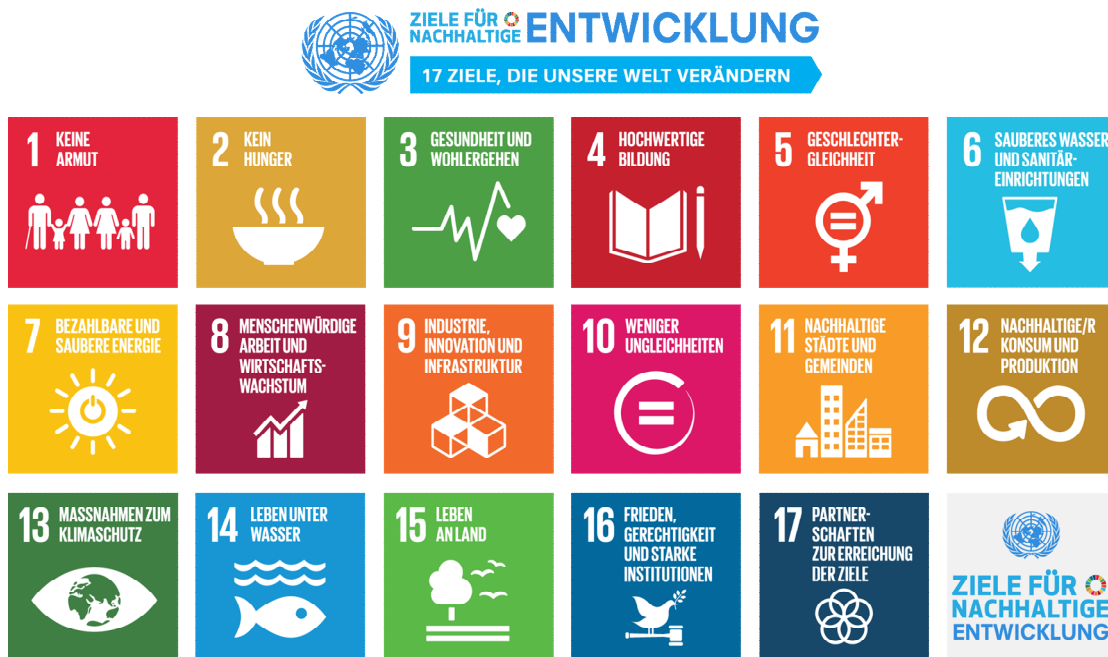 ZIELE FÜR
NACHHALTIGE ENTWICKLUNG
17 ZIELE, DIE UNSERE WELT VERÄNDERN
1 KEINE
ARMUT
2 KEIN
HUNGER
3 GESUNDHEIT UND
WOHLERGEHEN
4 HOCHWERTIGE
BILDUNG
5 GESCHLECHTER-
GLEICHHEIT
6 SAUBERES WASSER
UND SANITÄR-
EINRICHTUNGEN
7 BEZAHLBARE UND
SAUBERE ENERGIE
8 MENSCHENWÜRDIGE
ARBEIT UND
WIRTSCHAFTS-
WACHSTUM
9 INDUSTRIE,
INNOVATION UND
INFRASTRUKTUR
10 WENIGER
UNGLEICHHEITEN
11 NACHHALTIGE
STÄDTE UND
GEMEINDEN
12 NACHHALTIGE/R
KONSUM UND
PRODUKTION
13 MASSNAHMEN ZUM
KLIMASCHUTZ
14 LEBEN UNTER
WASSER
15 LEBEN
AN LAND
16 FRIEDEN,
GERECHTIGKEIT
UND STARKE
INSTITUTIONEN
17 PARTNER-
SCHAFTEN
ZUR ERREICHUNG
DER ZIELE
ZIELE FÜR
NACHHALTIGE
ENTWICKLUNG